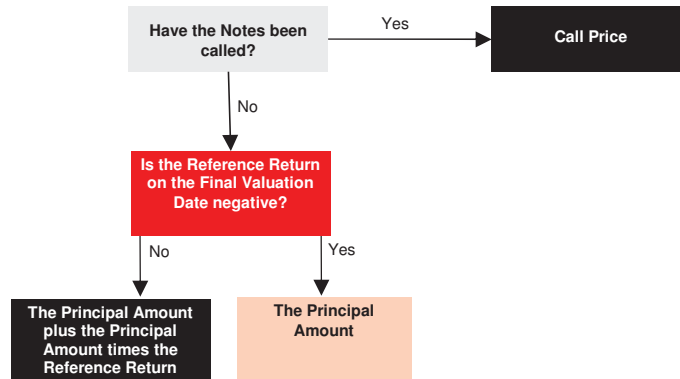 Have the Notes been
called?
Yes
Call Price
No
Is the Reference Return
on the Final Valuation
Date negative?
No
Yes
The Principal Amount
plus the Principal
Amount times the
Reference Return
The Principal
Amount